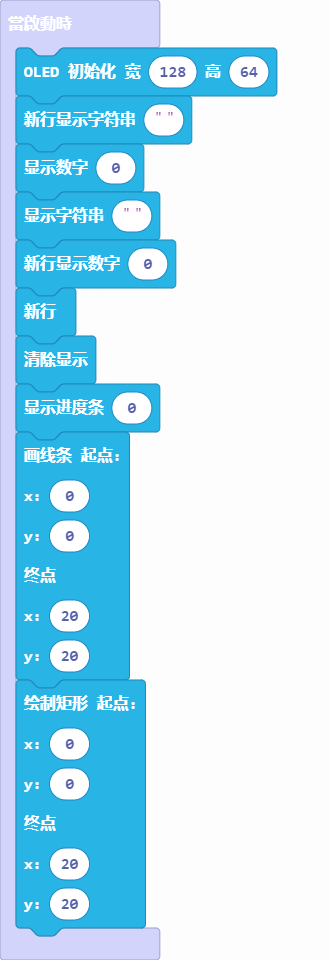 當啟動時
OLED 初始化 宽 128 高 64
新行显示字符串 " "
显示数字 0
显示字符串 " "
新行显示数字 0
新行
清除显示
显示进度条 0
画线条 起点:
x: 0
y: 0
终点
x: 20
y: 20
绘制矩形 起点:
x: 0
y: 0
终点
x: 20
y: 20